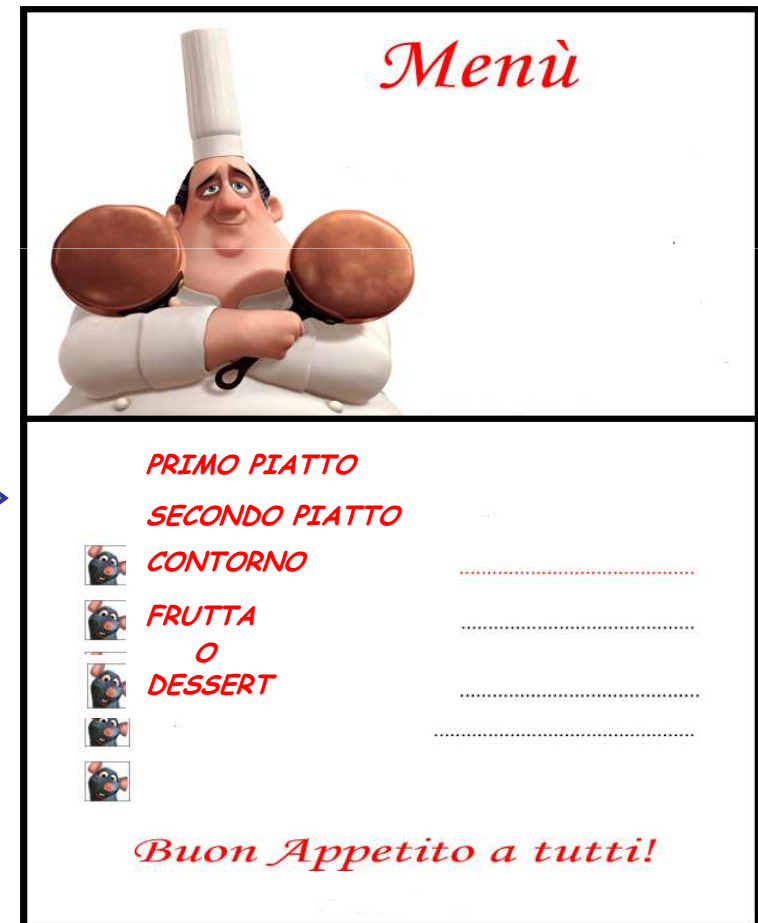 Menù
PRIMO PIATTO
SECONDO PIATTO
CONTORNO ..........................................
FRUTTA ..........................................
O
DESSERT ..........................................
..............................................
Buon Appetito a tutti!